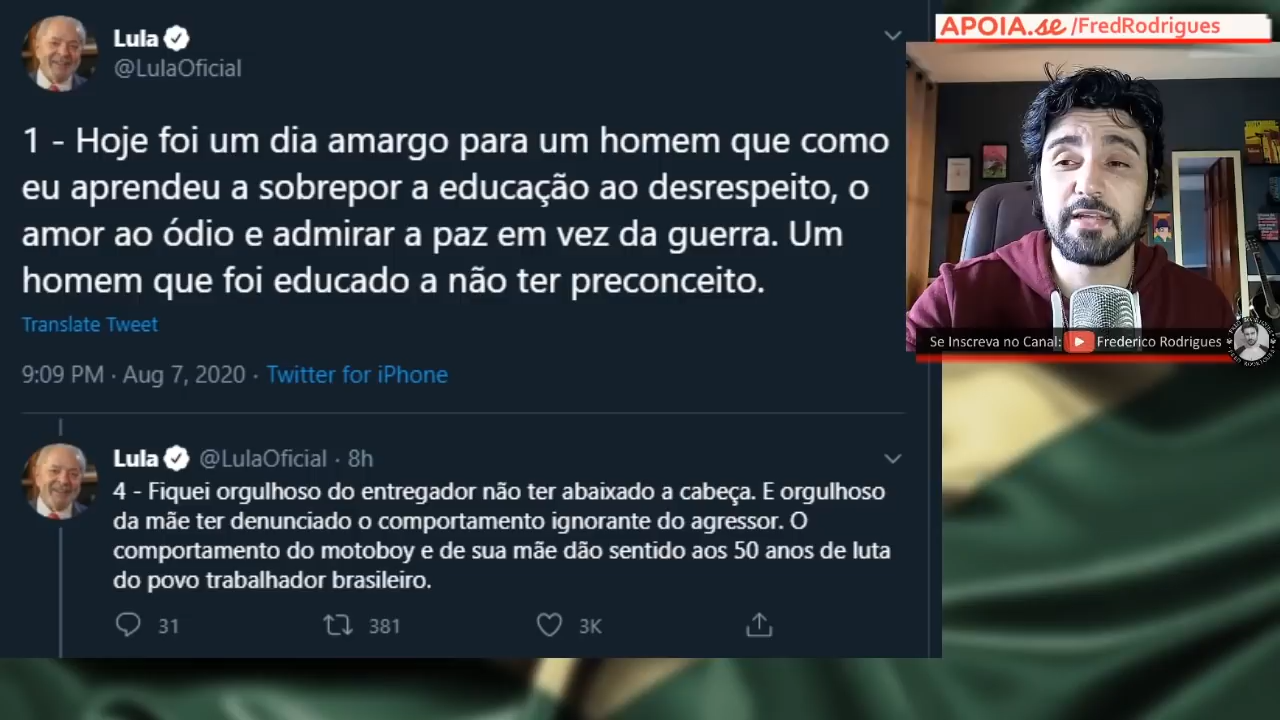 Lula
@LulaOficial
1 - Hoje foi um dia amargo para um homem que como
eu aprendeu a sobrepor a educação ao desrespeito, o
amor ao ódio e admirar a paz em vez da guerra. Um
homem que foi educado a não ter preconceito.
Translate Tweet
9:09 PM · Aug 7, 2020 · Twitter for iPhone
Lula @LulaOficial · 8h
4 - Fiquei orgulhoso do entregador não ter abaixado a cabeça. E orgulhoso
da mãe ter denunciado o comportamento ignorante do agressor. O
comportamento do motoboy e de sua mãe dão sentido aos 50 anos de luta
do povo trabalhador brasileiro.
31 381 3K
APOIA.se /FredRodrigues
Se Inscreva no Canal: Frederico Rodrigues